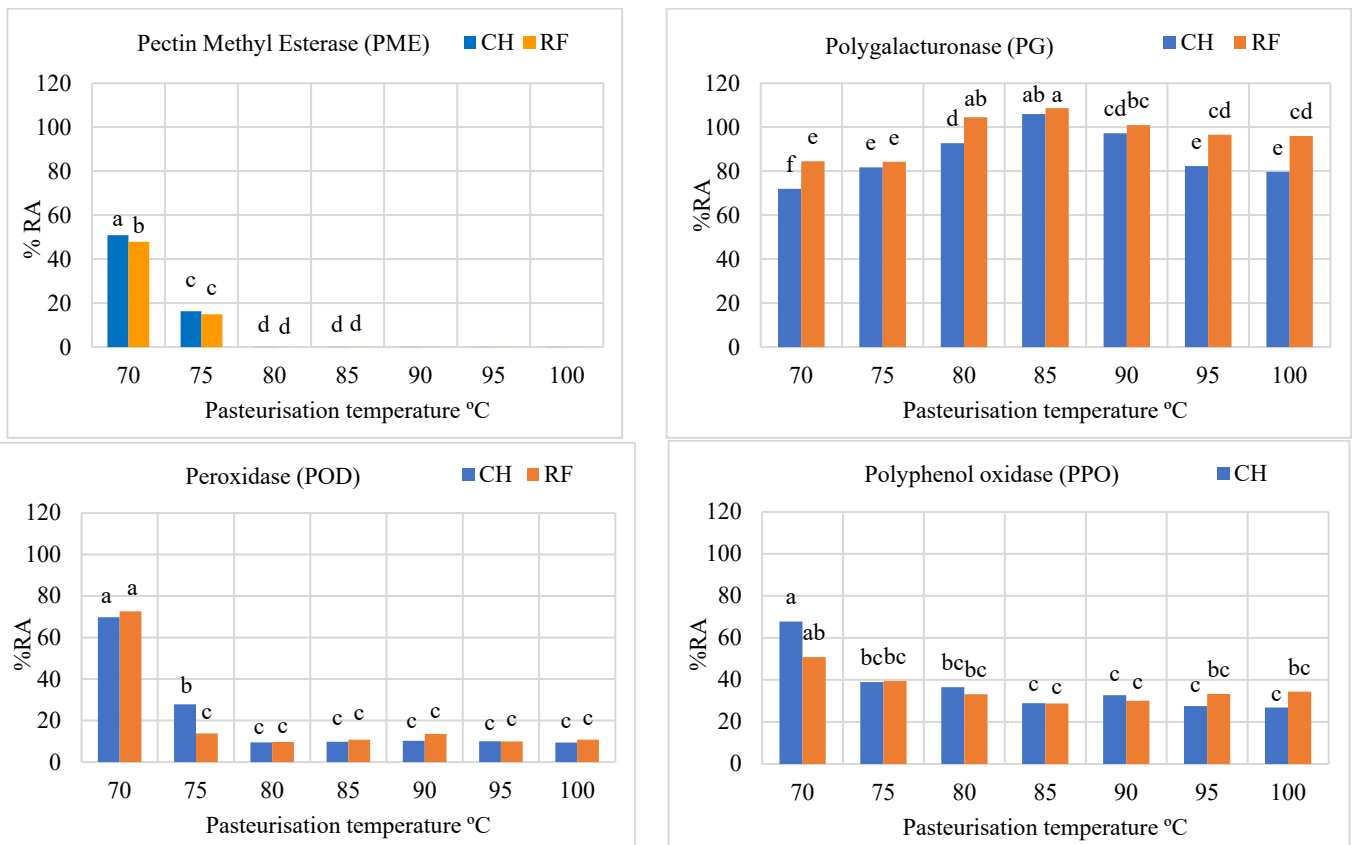 Pectin Methyl Esterase (PME) CH RF
120
100
80
60
40
20
0
% RA
a b
c c
d d
d d
70 75 80 85 90 95 100
Pasteurisation temperature ºC
Polygalacturonase (PG) CH RF
120
100
80
60
40
20
0
%RA
f e
e e
d ab
ab a
cd bc
e cd
e cd
70 75 80 85 90 95 100
Pasteurisation temperature ºC
Peroxidase (POD) CH RF
120
100
80
60
40
20
0
%RA
a a
b c
c c
c c
c c
c c
c c
70 75 80 85 90 95 100
Pasteurisation temperature ºC
Polyphenol oxidase (PPO) CH
120
100
80
60
40
20
0
%RA
a ab
bc bc
bc bc
c c
c c
c bc
c bc
70 75 80 85 90 95 100
Pasteurisation temperature ºC